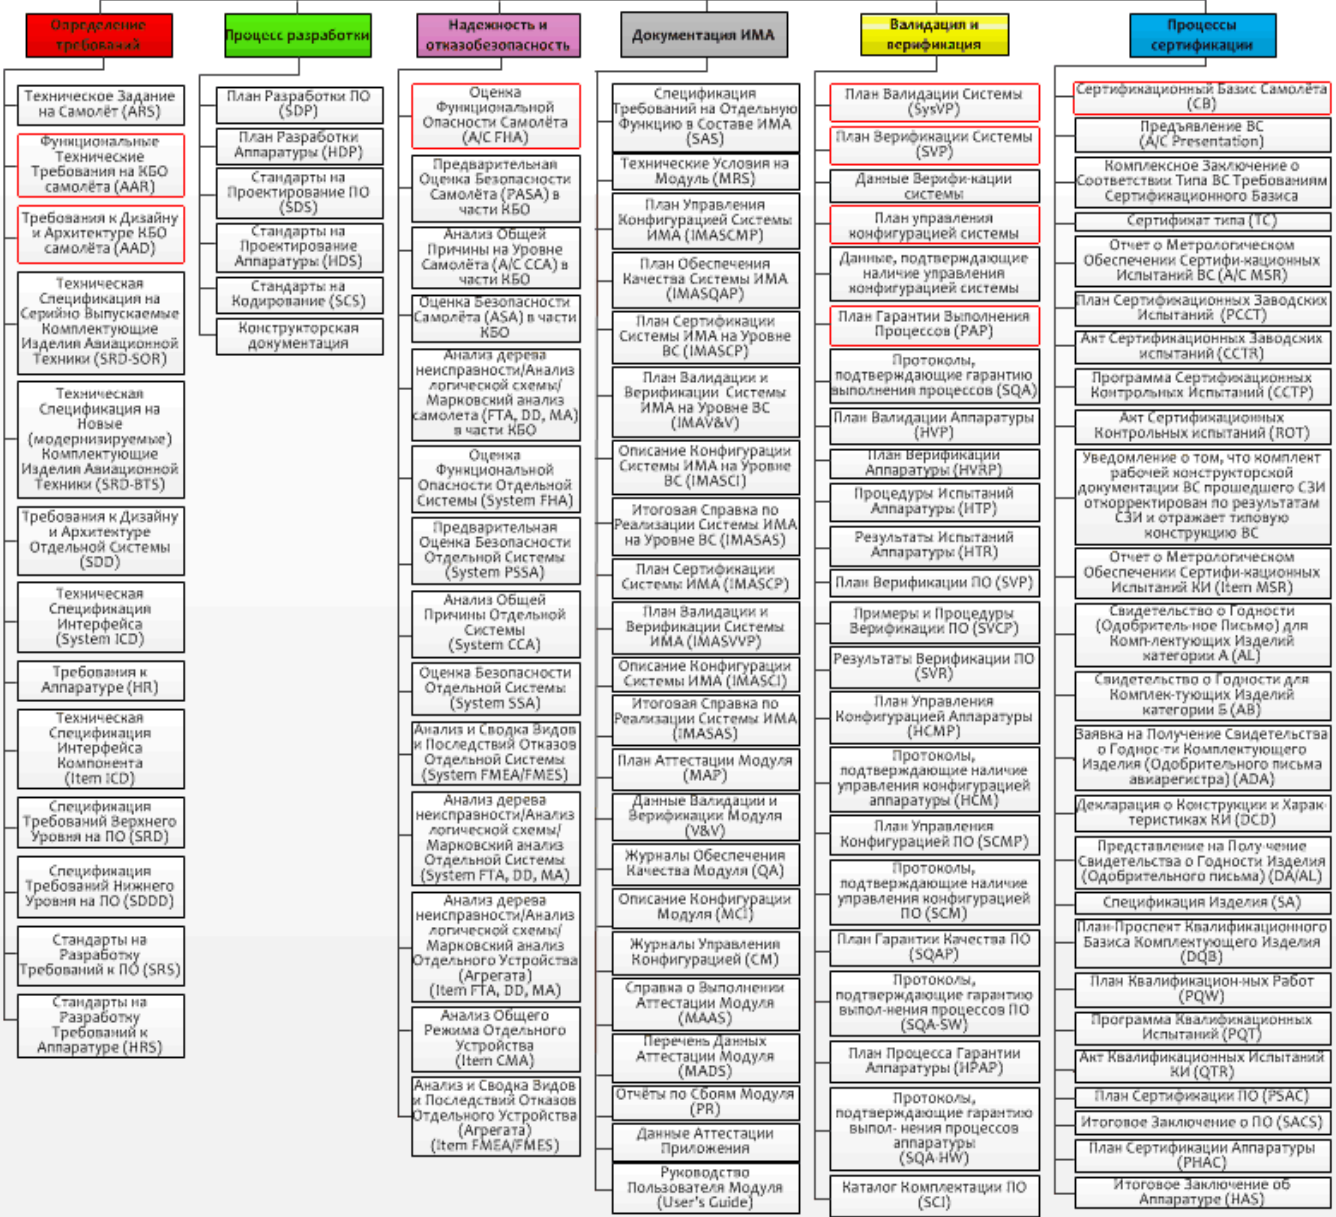 Определение
требований
Техническое Задание
на Самолёт (ARS)
Функциональные
Технические
Требования на КБО
самолёта (AAR)
Требования к Дизайну
и Архитектуре КБО
самолёта (AAD)
Техническая
Спецификация на
Серийно Выпускаемые
Комплектующие
Изделия Авиационной
Техники (SRD-SOR)
Техническая
Спецификация на
Новые
(модернизируемые)
Комплектующие
Изделия Авиационной
Техники (SRD-BTS)
Требования к Дизайну
и Архитектуре
Отдельной Системы
(SDD)
Техническая
Спецификация
Интерфейса
(System ICD)
Требования к
Аппаратуре (HR)
Техническая
Спецификация
Интерфейса
Компонента
(Item ICD)
Спецификация
Требований Верхнего
Уровня на ПО (SRD)
Спецификация
Требований Нижнего
Уровня на ПО (SDDD)
Стандарты на
Разработку
Требований к ПО (SRS)
Стандарты на
Разработку
Требований к
Аппаратуре (HRS)
Процесс разработки
План Разработки ПО
(SDP)
План Разработки
Аппаратуры (HDP)
Стандарты на
Проектирование ПО
(SDS)
Стандарты на
Проектирование
Аппаратуры (HDS)
Стандарты на
Кодирование (SCS)
Конструкторская
документация
Надежность и
отказобезопасность
Оценка
Функциональной
Опасности Самолёта
(A/C FHA)
Предварительная
Оценка Безопасности
Самолёта (PASA) в
части КБО
Анализ Общей
Причины на Уровне
Самолёта (A/C CCA) в
части КБО
Оценка Безопасности
Самолёта (ASA) в части
КБО
Анализ дерева
неисправности/Анализ
логической схемы/
Марковский анализ
самолета (FTA, DD, MA)
в части КБО
Оценка
Функциональной
Опасности Отдельной
Системы (System FHA)
Предварительная
Оценка Безопасности
Отдельной Системы
(System PSSA)
Анализ Общей
Причины Отдельной
Системы
(System CCA)
Оценка Безопасности
Отдельной Системы
(System SSA)
Анализ и Сводка Видов
и Последствий Отказов
Отдельной Системы
(System FMEA/FMES)
Анализ дерева
неисправности/Анализ
логической схемы/
Марковский анализ
Отдельной Системы
(System FTA, DD, MA)
Анализ дерева
неисправности/Анализ
логической схемы/
Марковский анализ
Отдельного Устройства
(Агрегата)
(Item FTA, DD, MA)
Анализ Общего
Режима Отдельного
Устройства
(Item CMA)
Анализ и Сводка Видов
и Последствий Отказов
Отдельного Устройства
(Агрегата)
(Item FMEA/FMES)
Документация ИМА
Спецификация
Требований на Отдельную
Функцию в Составе ИМА
(SAS)
Технические Условия на
Модуль (MRS)
План Управления
Конфигурацией Системы
ИМА (IMASCMP)
План Обеспечения
Качества Системы ИМА
(IMASQAP)
План Сертификации
Системы ИМА на Уровне
ВС (IMASCP)
План Валидации и
Верификации Системы
ИМА на Уровне ВС
(IMAV&V)
Описание Конфигурации
Системы ИМА на Уровне
ВС (IMASCI)
Итоговая Справка по
Реализации Системы ИМА
на Уровне ВС (IMASAS)
План Сертификации
Системы ИМА (IMASCP)
План Валидации и
Верификации Системы
ИМА (IMASVVP)
Описание Конфигурации
Системы ИМА (IMASCI)
Итоговая Справка по
Реализации Системы ИМА
(IMASAS)
План Аттестации Модуля
(MAP)
Данные Валидации и
Верификации Модуля
(V&V)
Журналы Обеспечения
Качества Модуля (QA)
Описание Конфигурации
Модуля (MCI)
Журналы Управления
Конфигурацией (CM)
Справка о Выполнении
Аттестации Модуля
(MAAS)
Перечень Данных
Аттестации Модуля
(MADS)
Отчёты по Сбоям Модуля
(PR)
Данные Аттестации
Приложения
Руководство
Пользователя Модуля
(User's Guide)
Валидация и
верификация
План Валидации Системы
(SysVP)
План Верификации Системы
(SVP)
Данные Верифи-кации
системы
План управления
конфигурацией системы
Данные, подтверждающие
наличие управления
конфигурацией системы
План Гарантии Выполнения
Процессов (PAP)
Протоколы,
подтверждающие гарантию
выполнения процессов (SQA)
План Валидации Аппаратуры
(HVP)
План Верификации
Аппаратуры (HVRP)
Процедуры Испытаний
Аппаратуры (HTP)
Результаты Испытаний
Аппаратуры (HTR)
План Верификации ПО (SVP)
Примеры и Процедуры
Верификации ПО (SVCP)
Результаты Верификации ПО
(SVR)
План Управления
Конфигурацией Аппаратуры
(HCMP)
Протоколы,
подтверждающие наличие
управления конфигурацией
аппаратуры (HCM)
План Управления
Конфигурацией ПО (SCMP)
Протоколы,
подтверждающие наличие
управления конфигурацией
ПО (SCM)
План Гарантии Качества ПО
(SQAP)
Протоколы,
подтверждающие гарантию
выпол-нения процессов ПО
(SQA-SW)
План Процесса Гарантии
Аппаратуры (HPAP)
Протоколы,
подтверждающие гарантию
выпол- нения процессов
аппаратуры
(SQA-HW)
Каталог Комплектации ПО
(SCI)
Процессы
сертификации
Сертификационный Базис Самолёта
(CB)
Предъявление ВС
(A/C Presentation)
Комплексное Заключение о
Соответствии Типа ВС Требованиям
Сертификационного Базиса
Сертификат типа (TC)
Отчет о Метрологическом
Обеспечении Сертифи-кационных
Испытаний ВС (A/C MSR)
План Сертификационных Заводских
Испытаний (PCCT)
Акт Сертификационных Заводских
испытаний (CCTR)
Программа Сертификационных
Контрольных Испытаний (CCTP)
Акт Сертификационных
Контрольных испытаний (ROT)
Уведомление о том, что комплект
рабочей конструкторской
документации ВС прошедшего СЗИ
откорректирован по результатам
СЗИ и отражает типовую
конструкцию ВС
Отчет о Метрологическом
Обеспечении Сертифи-кационных
Испытаний КИ (Item MSR)
Свидетельство о Годности
(Одобритель-ное Письмо) для
Комп-лектующих Изделий
категории А (AL)
Свидетельство о Годности для
Комплек-тующих Изделий
категории Б (AB)
Заявка на Получение Свидетельства
о Годнос-ти Комплектующего
Изделия (Одобрительного письма
авиарегистра) (ADA)
Декларация о Конструкции и Харак-
теристиках КИ (DCD)
Представление на Полу-чение
Свидетельства о Годности Изделия
(Одобрительного письма) (DA/AL)
Спецификация Изделия (SA)
План-Проспект Квалификационного
Базиса Комплектующего Изделия
(DQB)
План Квалификацион-ных Работ
(PQW)
Программа Квалификационных
Испытаний (PQT)
Акт Квалификационных Испытаний
КИ (QTR)
План Сертификации ПО (PSAC)
Итоговое Заключение о ПО (SACS)
План Сертификации Аппаратуры
(PHAC)
Итоговое Заключение об
Аппаратуре (HAS)